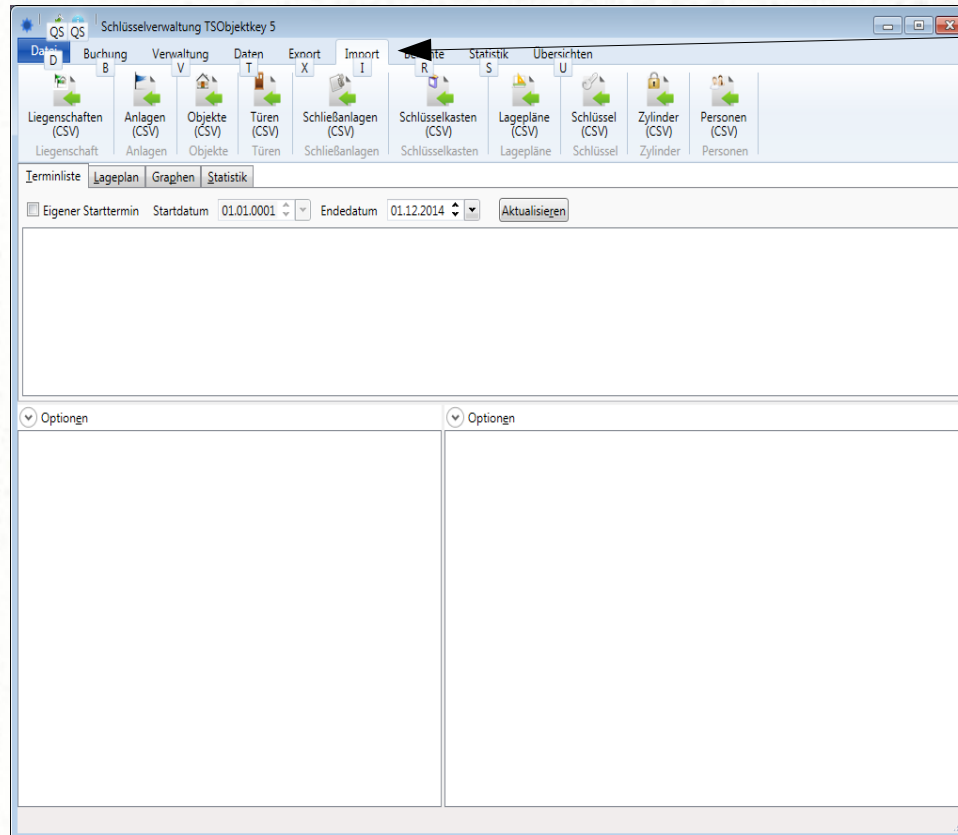 QS QS Schlüsselverwaltung TSObjektkey 5
Datei Buchung Verwaltung Daten Export Import Berichte Statistik Übersichten
D B V T X I R S U
Liegenschaften (CSV)
Anlagen (CSV)
Objekte (CSV)
Türen (CSV)
Schließanlagen (CSV)
Schlüsselkasten (CSV)
Lagepläne (CSV)
Schlüssel (CSV)
Zylinder (CSV)
Personen (CSV)
Liegenschaft Anlagen Objekte Türen Schließanlagen Schlüsselkasten Lagepläne Schlüssel Zylinder Personen
Terminliste Lageplan Graphen Statistik
Eigener Starttermin Startdatum 01.01.0001 Endedatum 01.12.2014 Aktualisieren
Optionen Optionen